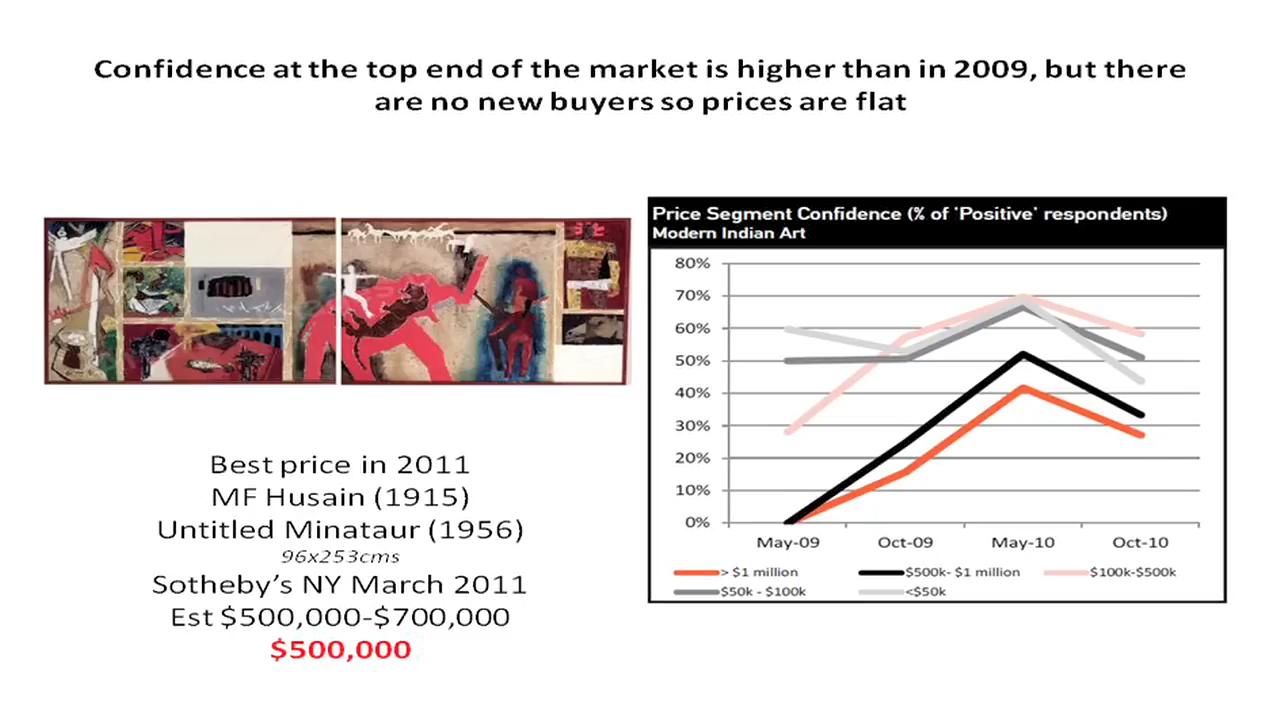 Confidence at the top end of the market is higher than in 2009, but there
are no new buyers so prices are flat
Best price in 2011
MF Husain (1915)
Untitled Minataur (1956)
96x253cms
Sotheby's NY March 2011
Est $500,000-$700,000
$500,000
Price Segment Confidence (% of 'Positive' respondents)
Modern Indian Art
80%
70%
60%
50%
40%
30%
20%
10%
0%
May-09 Oct-09 May-10 Oct-10
> $1 million $500k- $1 million $100k-$500k
$50k - $100k <$50k